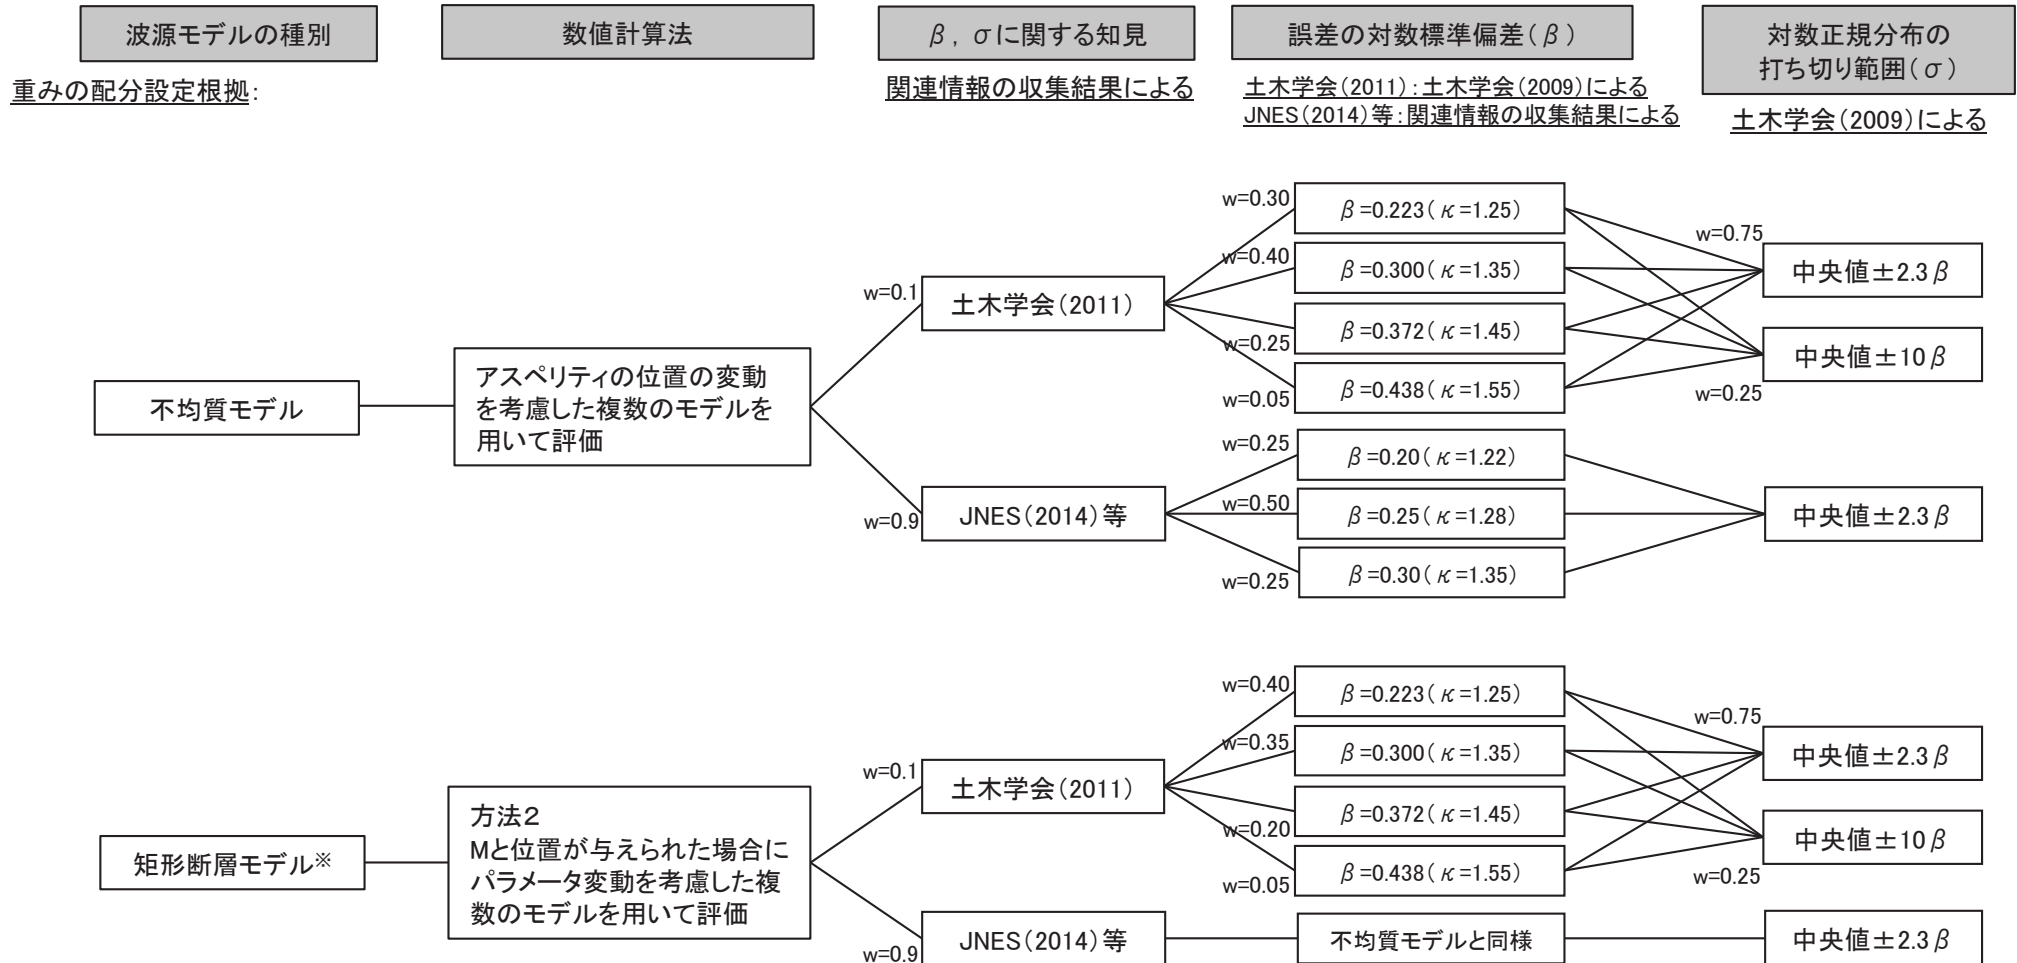 波源モデルの種別
数値計算法
β, σに関する知見
誤差の対数標準偏差(β)
対数正規分布の
打ち切り範囲(σ)
重みの配分設定根拠:
関連情報の収集結果による
土木学会(2011):土木学会(2009)による
JNES(2014)等:関連情報の収集結果による
土木学会(2009)による
不均質モデル
アスペリティの位置の変動
を考慮した複数のモデルを
用いて評価
w=0.1
土木学会(2011)
w=0.9
JNES(2014)等
w=0.30
β=0.223(κ=1.25)
w=0.40
β=0.300(κ=1.35)
β=0.372(κ=1.45)
w=0.25
β=0.438(κ=1.55)
w=0.05
w=0.75
中央値±2.3β
中央値±10β
w=0.25
w=0.25
β=0.20(κ=1.22)
w=0.50
β=0.25(κ=1.28)
β=0.30(κ=1.35)
w=0.25
中央値±2.3β
矩形断層モデル※
方法2
Mと位置が与えられた場合に
パラメータ変動を考慮した複
数のモデルを用いて評価
w=0.1
土木学会(2011)
w=0.9
JNES(2014)等
w=0.40
β=0.223(κ=1.25)
w=0.35
β=0.300(κ=1.35)
β=0.372(κ=1.45)
w=0.20
β=0.438(κ=1.55)
w=0.05
w=0.75
中央値±2.3β
中央値±10β
w=0.25
不均質モデルと同様
中央値±2.3β